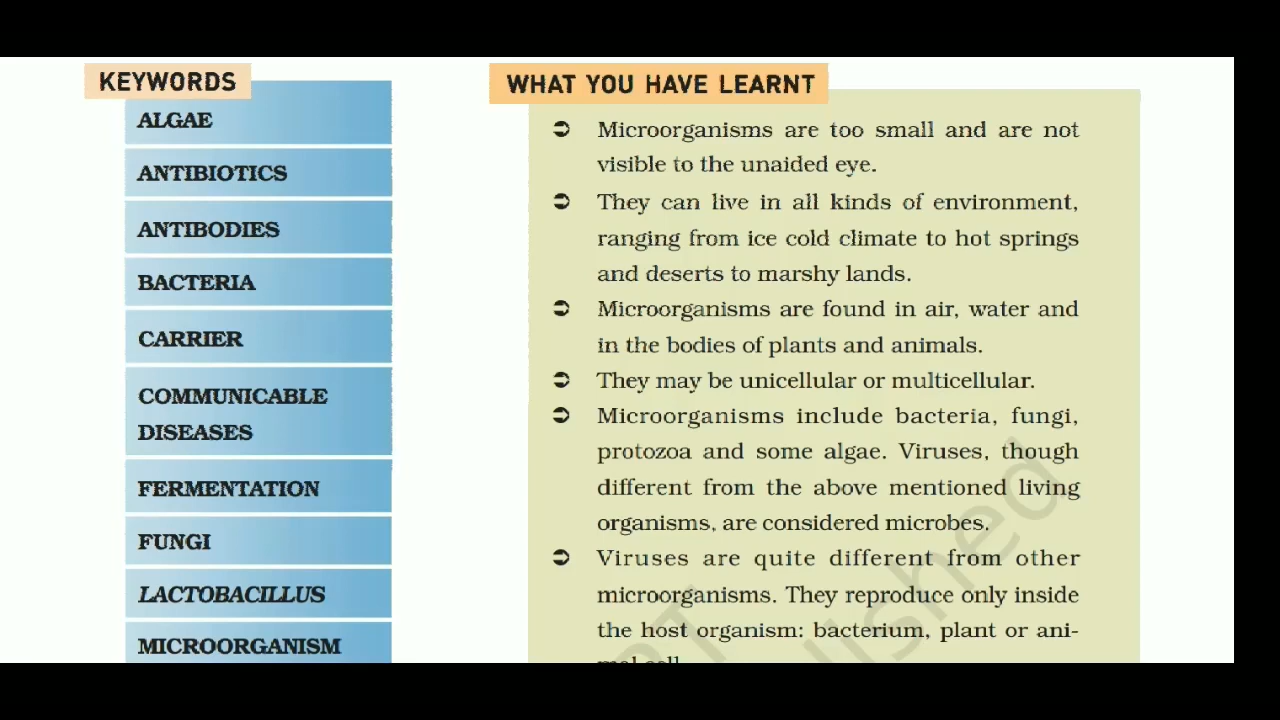 KEYWORDS
ALGAE
ANTIBIOTICS
ANTIBODIES
BACTERIA
CARRIER
COMMUNICABLE
DISEASES
FERMENTATION
FUNGI
LACTOBACILLUS
MICROORGANISM
WHAT YOU HAVE LEARNT
➲ Microorganisms are too small and are not
visible to the unaided eye.
➲ They can live in all kinds of environment,
ranging from ice cold climate to hot springs
and deserts to marshy lands.
➲ Microorganisms are found in air, water and
in the bodies of plants and animals.
➲ They may be unicellular or multicellular.
➲ Microorganisms include bacteria, fungi,
protozoa and some algae. Viruses, though
different from the above mentioned living
organisms, are considered microbes.
➲ Viruses are quite different from other
microorganisms. They reproduce only inside
the host organism: bacterium, plant or ani-
mal cell.